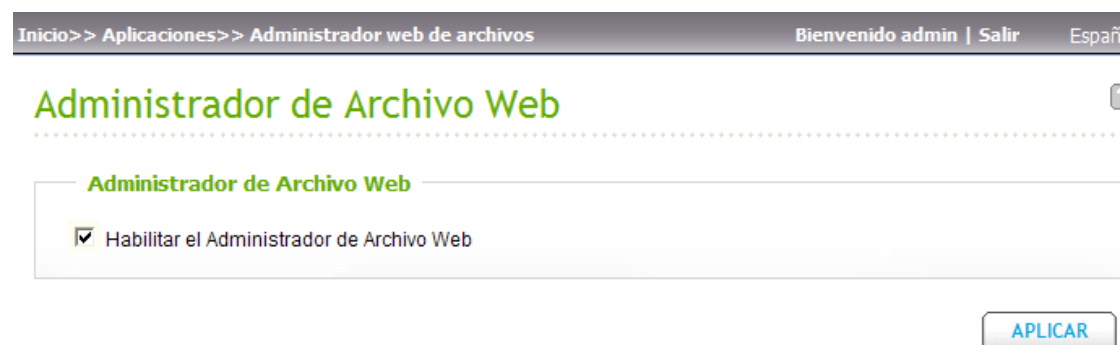 Inicio>> Aplicaciones>> Administrador web de archivos Bienvenido admin | Salir
Administrador de Archivo Web
Administrador de Archivo Web
Habilitar el Administrador de Archivo Web
APLICAR